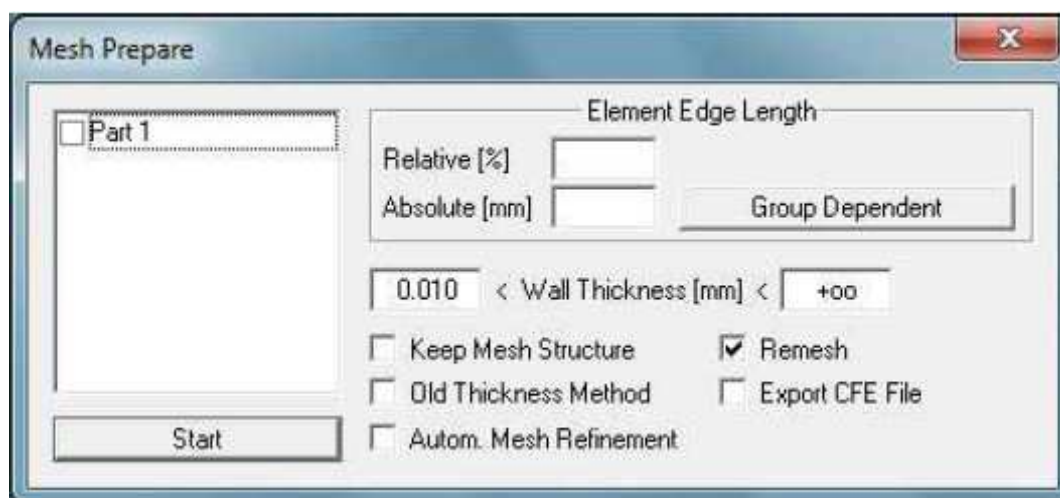 Mesh Prepare
Part 1
Start
Element Edge Length
Relative [%]
Absolute [mm]
Group Dependent
0.010 < Wall Thickness [mm] < +oo
Keep Mesh Structure
Remesh
Old Thickness Method
Export CFE File
Autom. Mesh Refinement